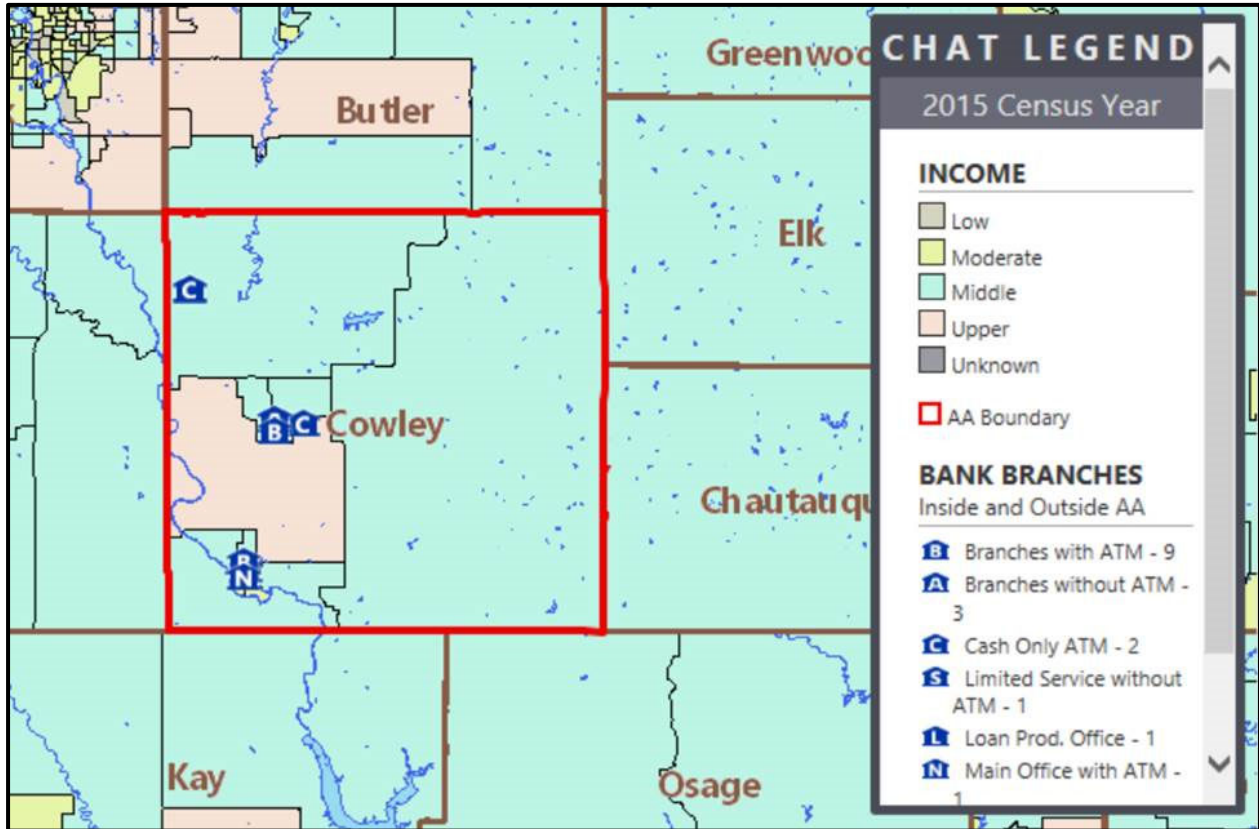 Greenwoo
Butler
Elk
C
A
B
C
Cowley
Chautauqu
B
N
Kay
Osage
CHAT LEGEND
2015 Census Year
INCOME
Low
Moderate
Middle
Upper
Unknown
AA Boundary
BANK BRANCHES
Inside and Outside AA
B Branches with ATM - 9
A Branches without ATM -
3
C Cash Only ATM - 2
S Limited Service without
ATM - 1
L Loan Prod. Office - 1
N Main Office with ATM -
1